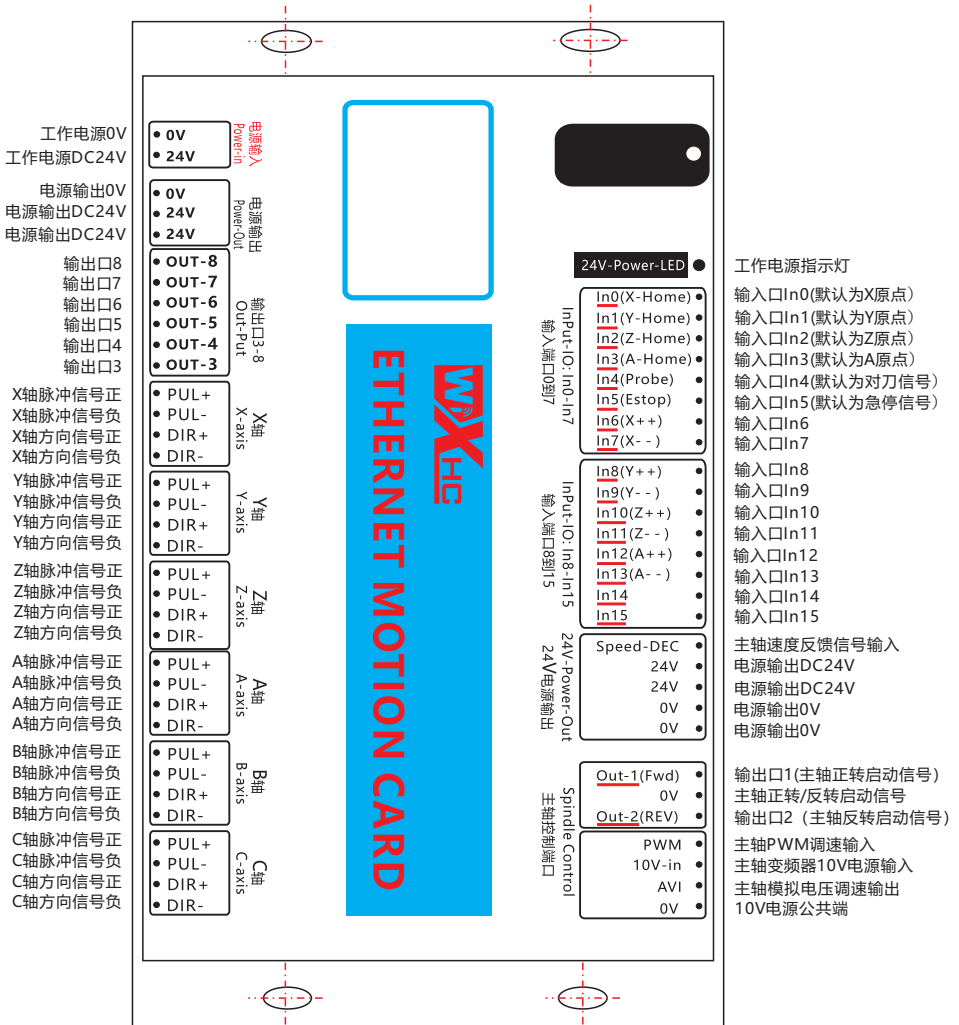 工作电源0V
工作电源DC24V
电源输出0V
电源输出DC24V
电源输出DC24V
输出口8
输出口7
输出口6
输出口5
输出口4
输出口3
X轴脉冲信号正
X轴脉冲信号负
X轴方向信号正
X轴方向信号负
Y轴脉冲信号正
Y轴脉冲信号负
Y轴方向信号正
Y轴方向信号负
Z轴脉冲信号正
Z轴脉冲信号负
Z轴方向信号正
Z轴方向信号负
A轴脉冲信号正
A轴脉冲信号负
A轴方向信号正
A轴方向信号负
B轴脉冲信号正
B轴脉冲信号负
B轴方向信号正
B轴方向信号负
C轴脉冲信号正
C轴脉冲信号负
C轴方向信号正
C轴方向信号负
0V
24V
电源输入
Power-in
0V
24V
24V
电源输出
Power-Out
OUT-8
OUT-7
OUT-6
OUT-5
OUT-4
OUT-3
输出口3-8
Out-Put
PUL+
PUL-
DIR+
DIR-
X轴
X-axis
PUL+
PUL-
DIR+
DIR-
Y轴
Y-axis
PUL+
PUL-
DIR+
DIR-
Z轴
Z-axis
PUL+
PUL-
DIR+
DIR-
A轴
A-axis
PUL+
PUL-
DIR+
DIR-
B轴
B-axis
PUL+
PUL-
DIR+
DIR-
C轴
C-axis
WXHC
ETHERNET MOTION CARD
24V-Power-LED
InPut-IO: In0-In7
输入端口0到7
In0(X-Home)
In1(Y-Home)
In2(Z-Home)
In3(A-Home)
In4(Probe)
In5(Estop)
In6(X++)
In7(X--)
InPut-IO: In8-In15
输入端口8到15
In8(Y++)
In9(Y--)
In10(Z++)
In11(Z--)
In12(A++)
In13(A--)
In14
In15
24V-Power-Out
24V电源输出
Speed-DEC
24V
24V
0V
0V
Spindle Control
主轴控制端口
Out-1(Fwd)
0V
Out-2(REV)
PWM
10V-in
AVI
0V
工作电源指示灯
输入口In0(默认为X原点）
输入口In1(默认为Y原点）
输入口In2(默认为Z原点）
输入口In3(默认为A原点）
输入口In4(默认为对刀信号）
输入口In5(默认为急停信号）
输入口In6
输入口In7
输入口In8
输入口In9
输入口In10
输入口In11
输入口In12
输入口In13
输入口In14
输入口In15
主轴速度反馈信号输入
电源输出DC24V
电源输出DC24V
电源输出0V
电源输出0V
输出口1(主轴正转启动信号)
主轴正转/反转启动信号
输出口2（主轴反转启动信号)
主轴PWM调速输入
主轴变频器10V电源输入
主轴模拟电压调速输出
10V电源公共端